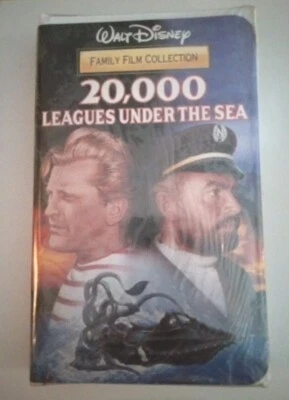 WALT DISNEY
FAMILY FILM COLLECTION
20,000
LEAGUES UNDER THE SEA